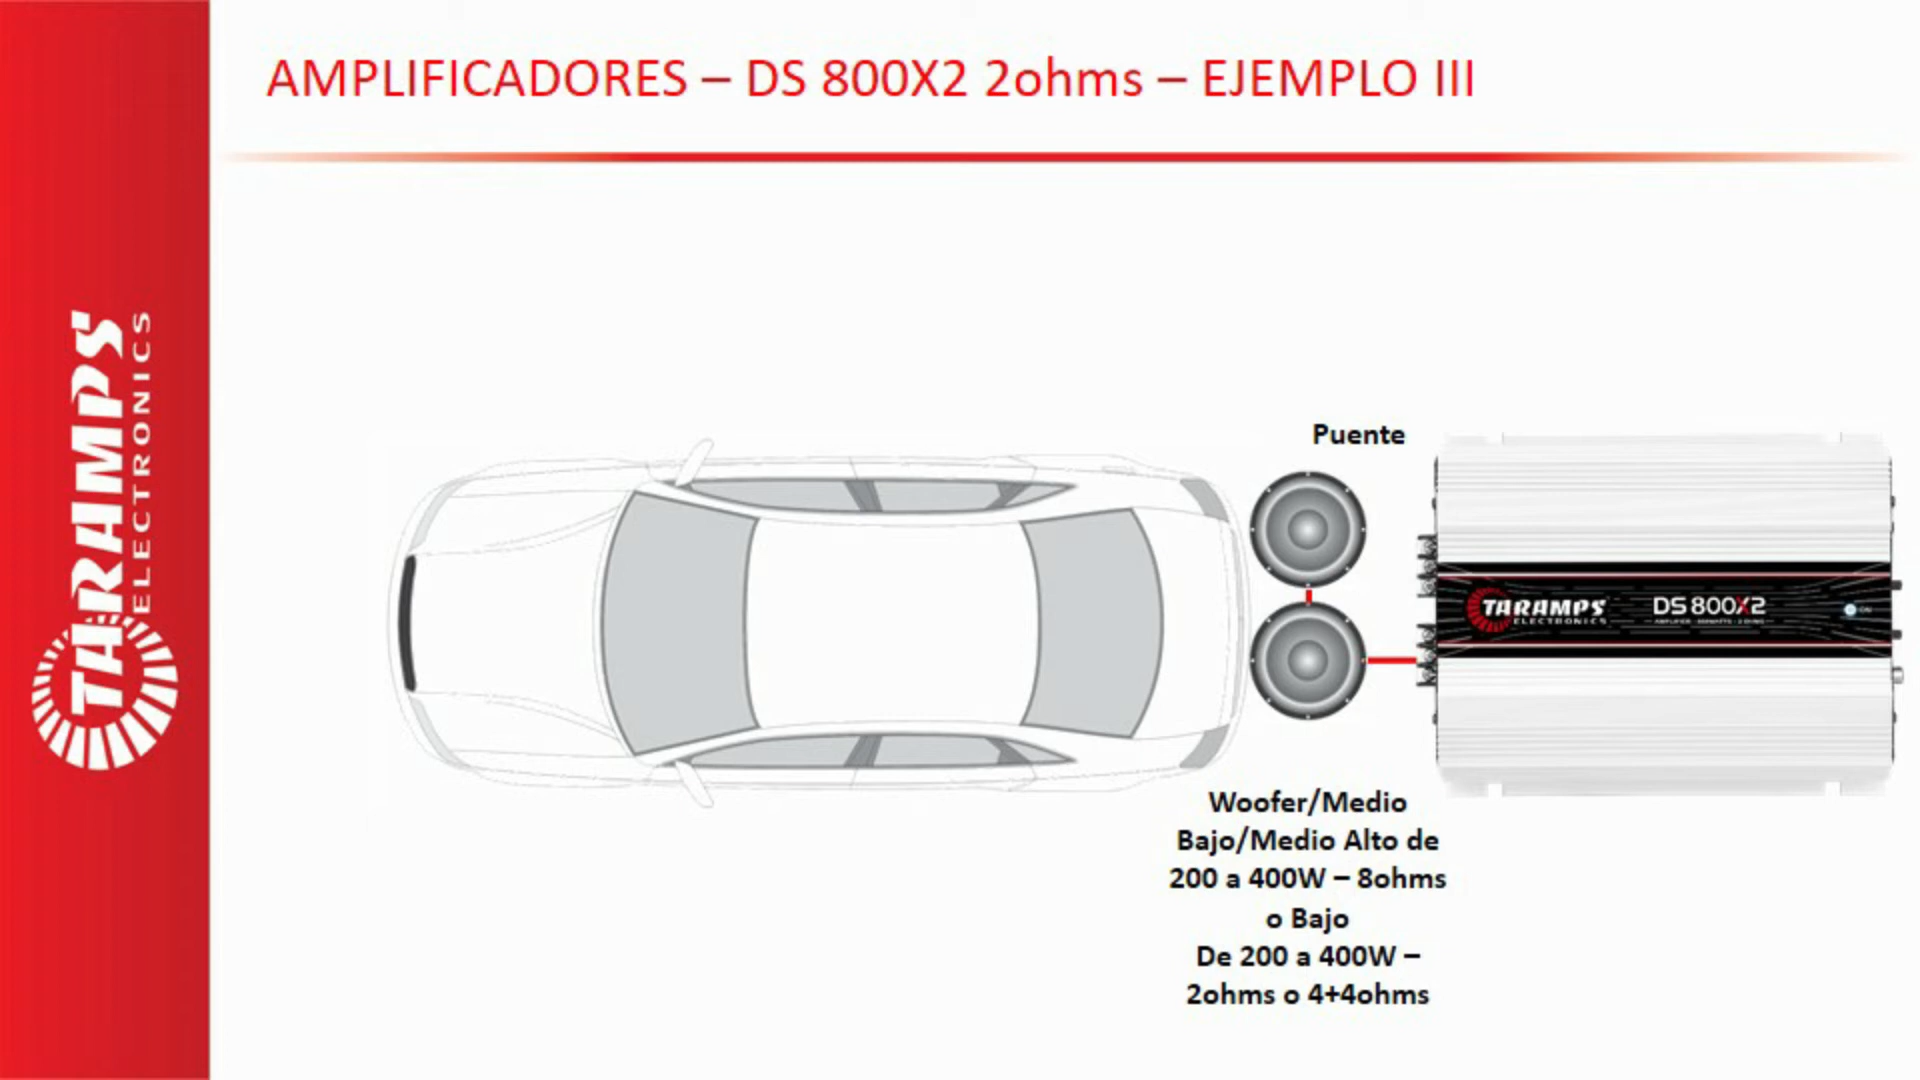 AMPLIFICADORES – DS 800X2 2ohms – EJEMPLO III
TARAMPS
ELECTRONICS
Puente
TARAMPS
ELECTRONICS
DS 800X2
Woofer/Medio
Bajo/Medio Alto de
200 a 400W – 8ohms
o Bajo
De 200 a 400W –
2ohms o 4+4ohms